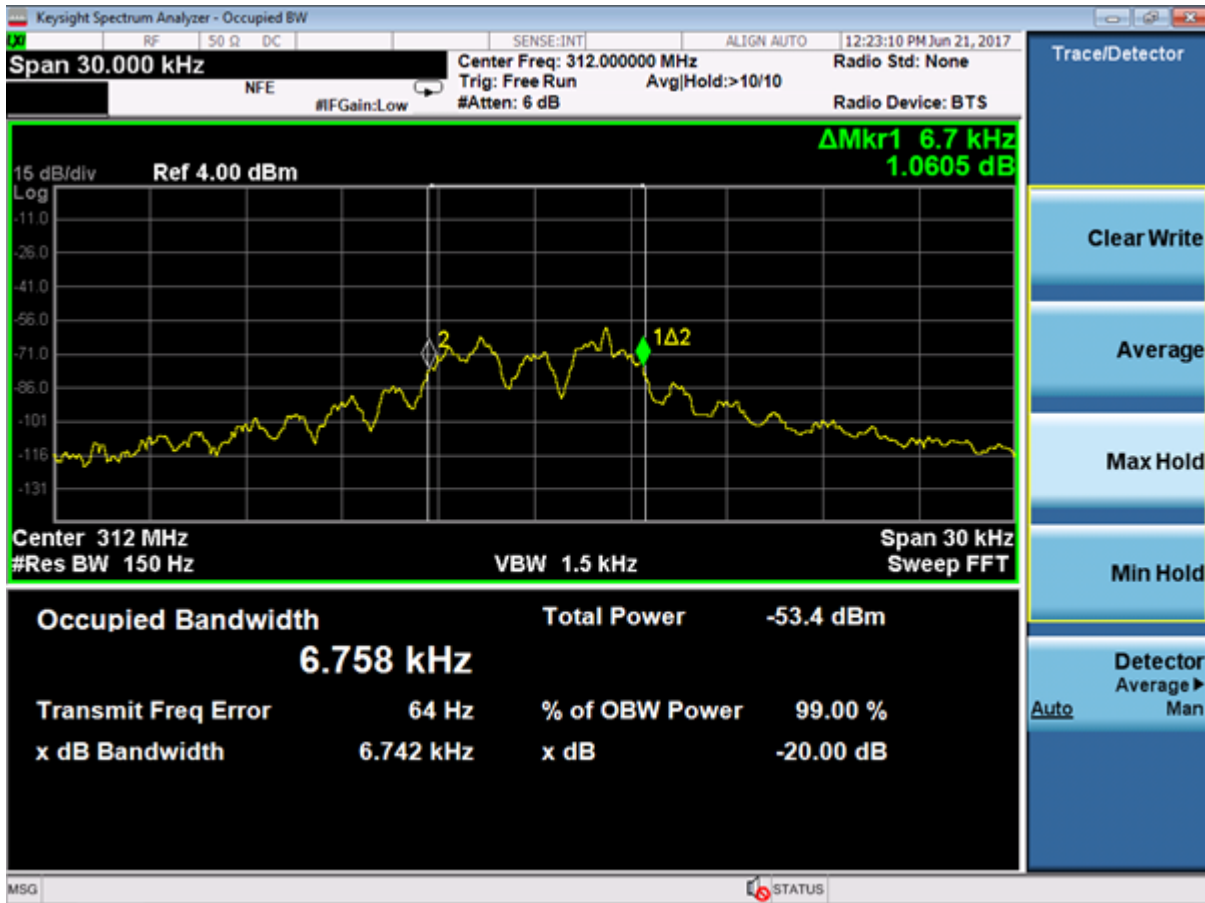 Keysight Spectrum Analyzer - Occupied BW
LXI RF 50 Ω DC SENSE:INT ALIGN AUTO 12:23:10 PM Jun 21, 2017
Span 30.000 kHz
Center Freq: 312.000000 MHz
Radio Std: None
NFE
Trig: Free Run
Avg|Hold:>10/10
#IFGain:Low
#Atten: 6 dB
Radio Device: BTS
ΔMkr1 6.7 kHz
1.0605 dB
15 dB/div
Ref 4.00 dBm
Log
-11.0
-26.0
-41.0
-56.0
-71.0
-86.0
-101
-116
-131
2
1Δ2
Center 312 MHz
Span 30 kHz
#Res BW 150 Hz
VBW 1.5 kHz
Sweep FFT
Occupied Bandwidth
Total Power -53.4 dBm
6.758 kHz
Transmit Freq Error 64 Hz % of OBW Power 99.00 %
x dB Bandwidth 6.742 kHz x dB -20.00 dB
Trace/Detector
Clear Write
Average
Max Hold
Min Hold
Detector
Average▶
Auto Man
MSG
STATUS